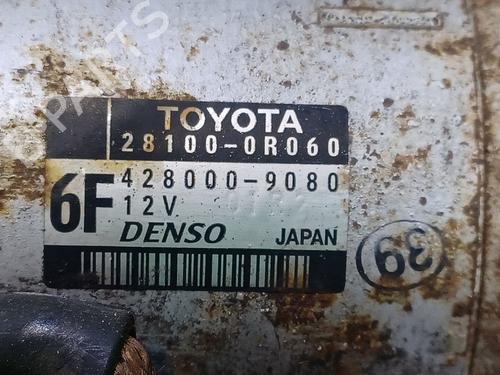 TOYOTA
28100-0R060
6F
428000-9080
12V
DENSO
JAPAN
39